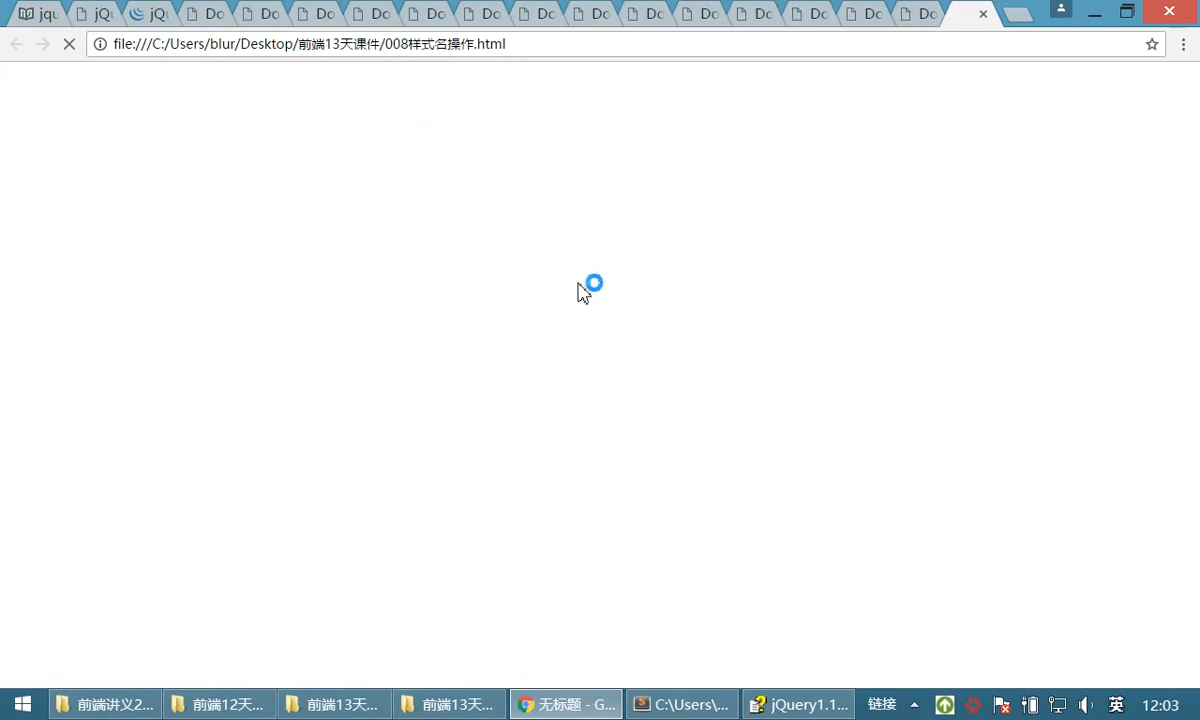 jqu
jQu
jQ
Do
Do
Do
Do
Do
Do
Do
Do
Do
Do
Do
Do
Do
Do
file:///C:/Users/blur/Desktop/前端13天课件/008样式名操作.html
前端讲义2...
前端12天...
前端13天...
前端13天...
无标题 - G...
C:\Users\...
jQuery1.1...
链接
英
12:03